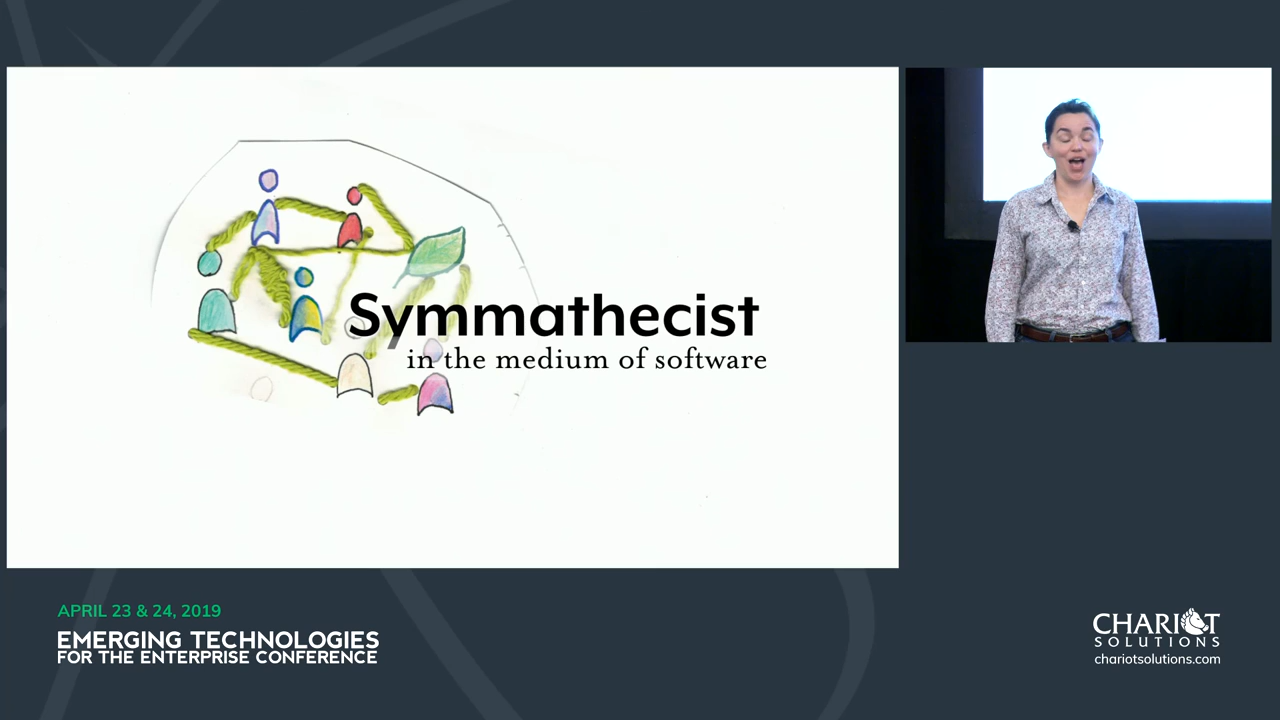 Symmathecist
in the medium of software
APRIL 23 & 24, 2019
EMERGING TECHNOLOGIES
FOR THE ENTERPRISE CONFERENCE
CHARIOT
SOLUTIONS
chariotsolutions.com